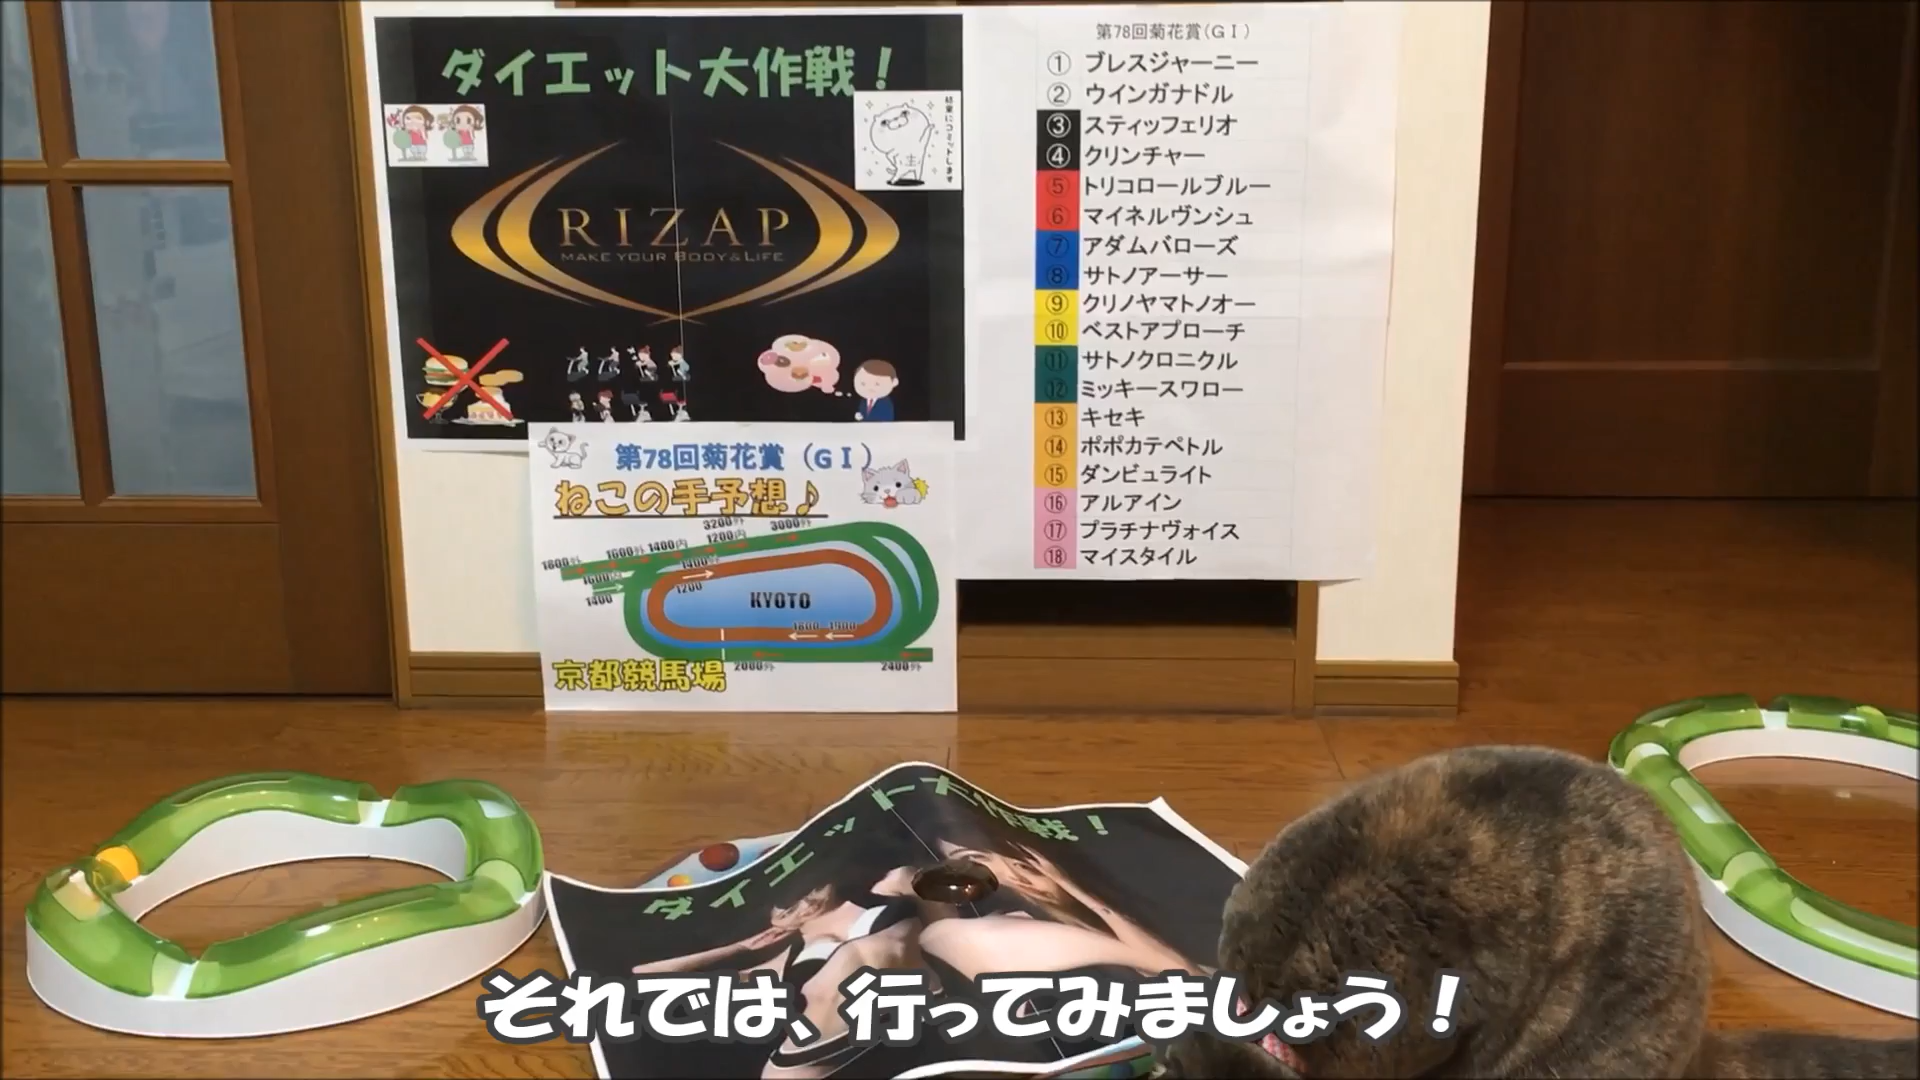 ダイエット大作戦！
結果にコミットします
主
RIZAP
MAKE YOUR BODY & LIFE
第78回菊花賞(GⅠ)
① ブレスジャーニー
② ウインガナドル
③ スティッフェリオ
④ クリンチャー
⑤ トリコロールブルー
⑥ マイネルヴンシュ
⑦ アダムバローズ
⑧ サトノアーサー
⑨ クリノヤマトノオー
⑩ ベストアプローチ
⑪ サトノクロニクル
⑫ ミッキースワロー
⑬ キセキ
⑭ ポポカテペトル
⑮ ダンビュライト
⑯ アルアイン
⑰ プラチナヴォイス
⑱ マイスタイル
第78回菊花賞（GⅠ）
ねこの手予想♪
3200外 3000外
1800外 1600外 1400内 1200内
1600内 1400外
1400 1200
KYOTO
1800 1900
京都競馬場 2000外 2400外
ダイエット大作戦！
それでは、行ってみましょう！